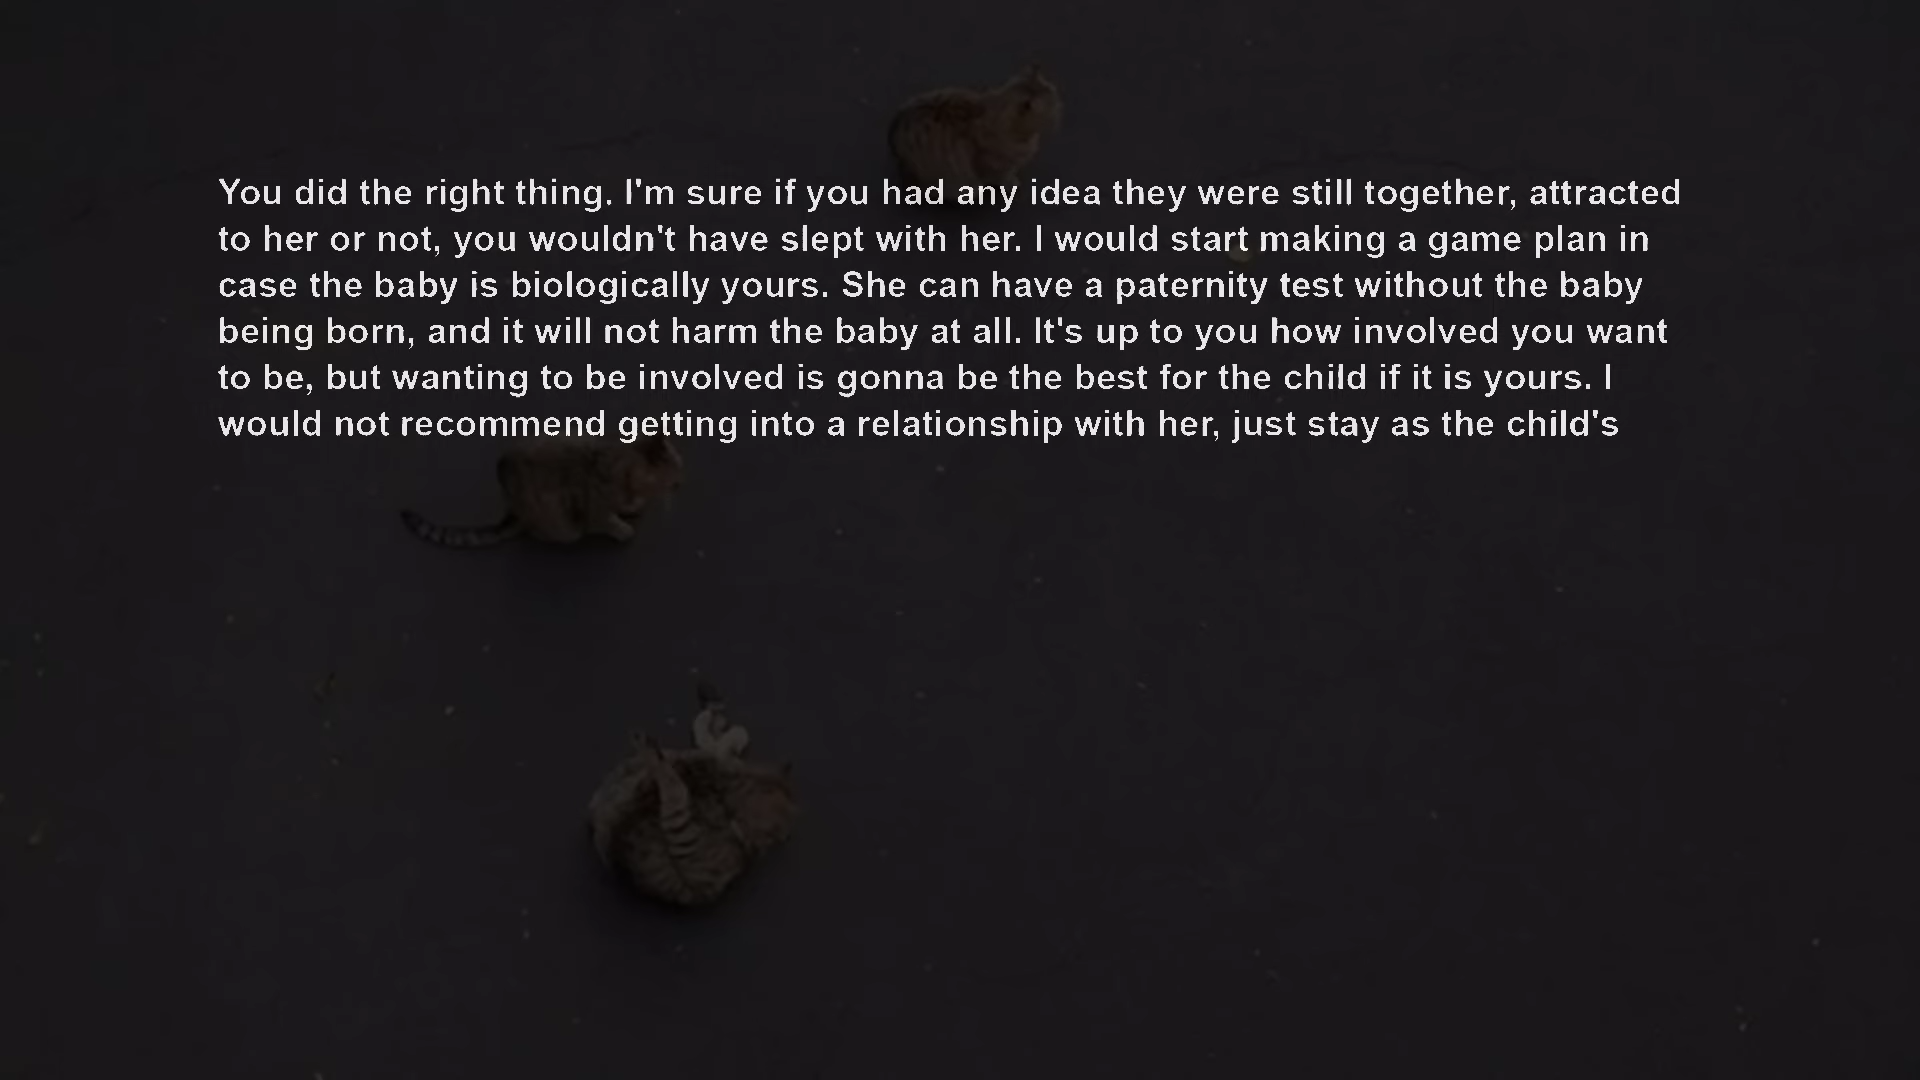 You did the right thing. I'm sure if you had any idea they were still together, attracted
to her or not, you wouldn't have slept with her. I would start making a game plan in
case the baby is biologically yours. She can have a paternity test without the baby
being born, and it will not harm the baby at all. It's up to you how involved you want
to be, but wanting to be involved is gonna be the best for the child if it is yours. I
would not recommend getting into a relationship with her, just stay as the child's